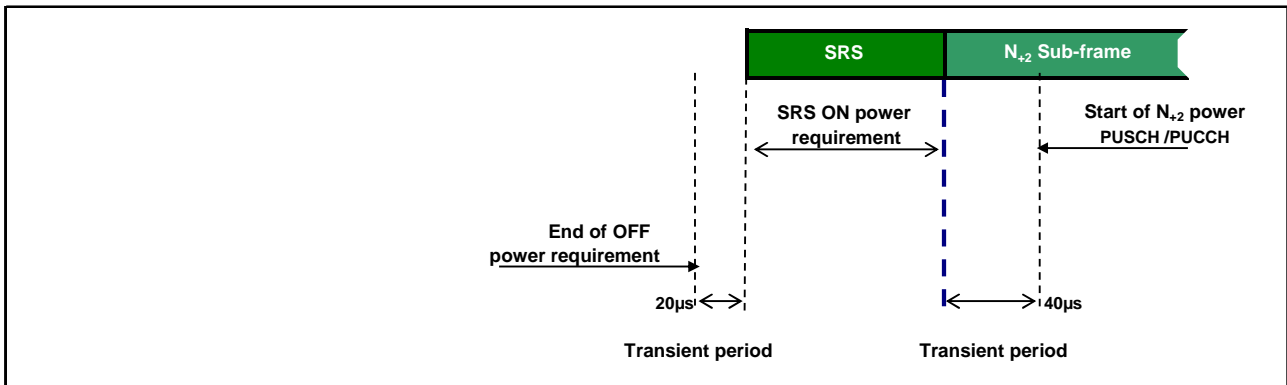 SRS
N+2 Sub-frame
SRS ON power
requirement
Start of N+2 power
PUSCH /PUCCH
End of OFF
power requirement
20µs
40µs
Transient period
Transient period